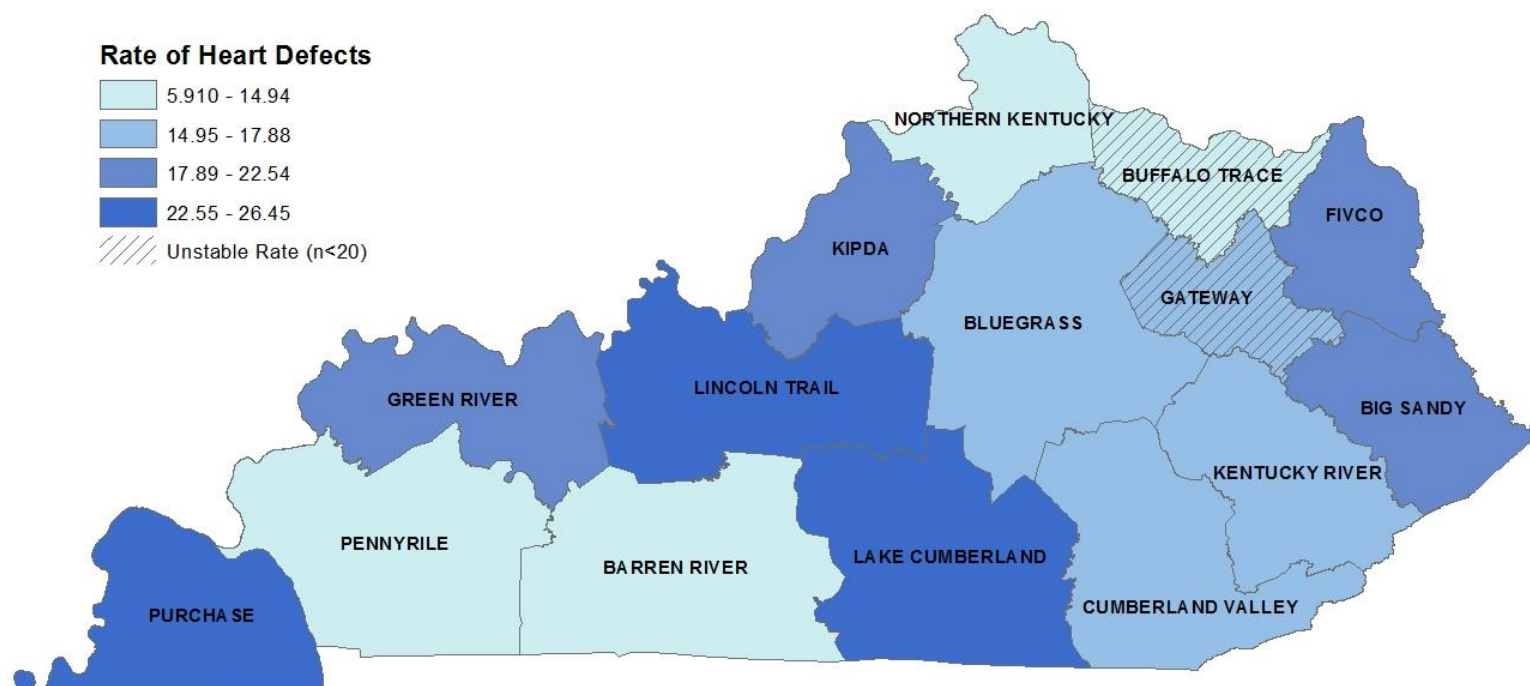 Rate of Heart Defects
5.910 - 14.94
14.95 - 17.88
17.89 - 22.54
22.55 - 26.45
Unstable Rate (n<20)
NORTHERN KENTUCKY
BUFFALO TRACE
FIVCO
KIPDA
GATEWAY
BLUEGRASS
LINCOLN TRAIL
GREEN RIVER
BIG SANDY
KENTUCKY RIVER
PENNYRILE
LAKE CUMBERLAND
BARREN RIVER
CUMBERLAND VALLEY
PURCHASE